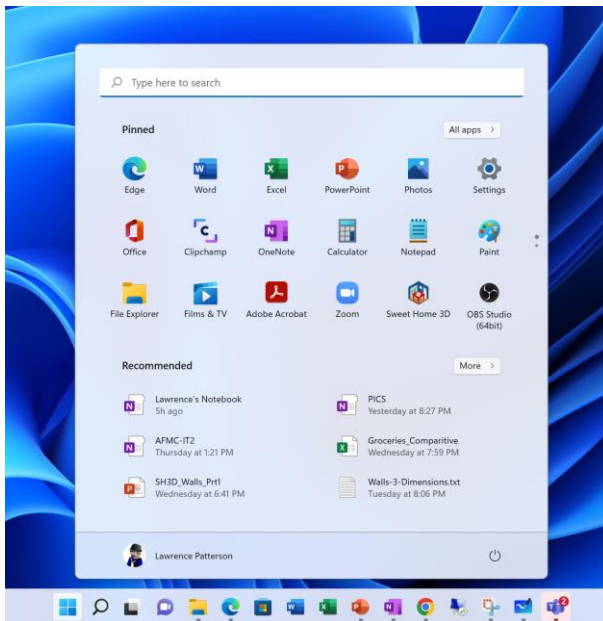 Type here to search
Pinned
All apps >
Edge
Word
Excel
PowerPoint
Photos
Settings
Office
Clipchamp
OneNote
Calculator
Notepad
Paint
File Explorer
Films & TV
Adobe Acrobat
Zoom
Sweet Home 3D
OBS Studio
(64bit)
Recommended
More >
Lawrence's Notebook
5h ago
PICS
Yesterday at 8:27 PM
AFMC-IT2
Thursday at 1:21 PM
Groceries_Comparitive
Wednesday at 7:59 PM
SH3D_Walls_Prt1
Wednesday at 6:41 PM
Walls-3-Dimensions.txt
Tuesday at 8:06 PM
Lawrence Patterson
2